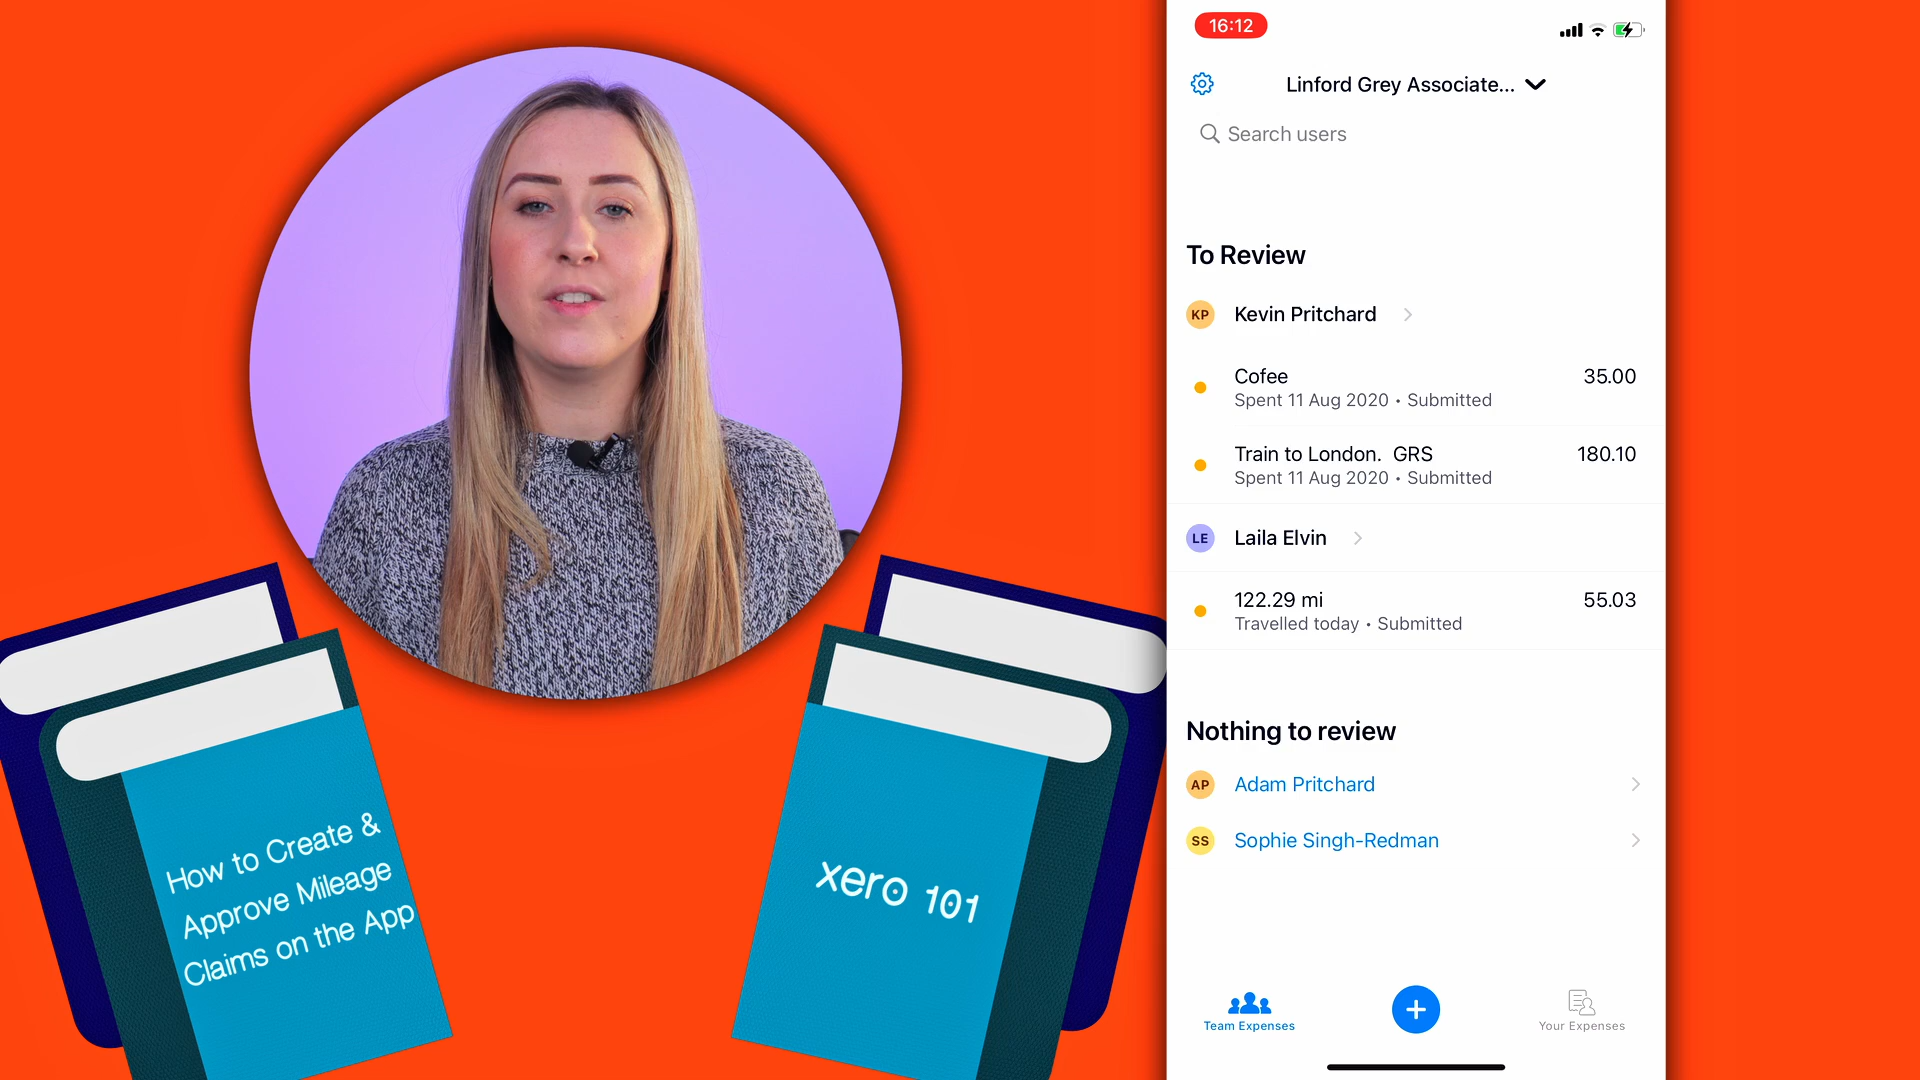 How to Create &
Approve Mileage
Claims on the App
xero 101
16:12
Linford Grey Associate...
Search users
To Review
KP Kevin Pritchard
Cofee 35.00
Spent 11 Aug 2020 • Submitted
Train to London.  GRS 180.10
Spent 11 Aug 2020 • Submitted
LE Laila Elvin
122.29 mi 55.03
Travelled today • Submitted
Nothing to review
AP Adam Pritchard
SS Sophie Singh-Redman
Team Expenses
+
Your Expenses